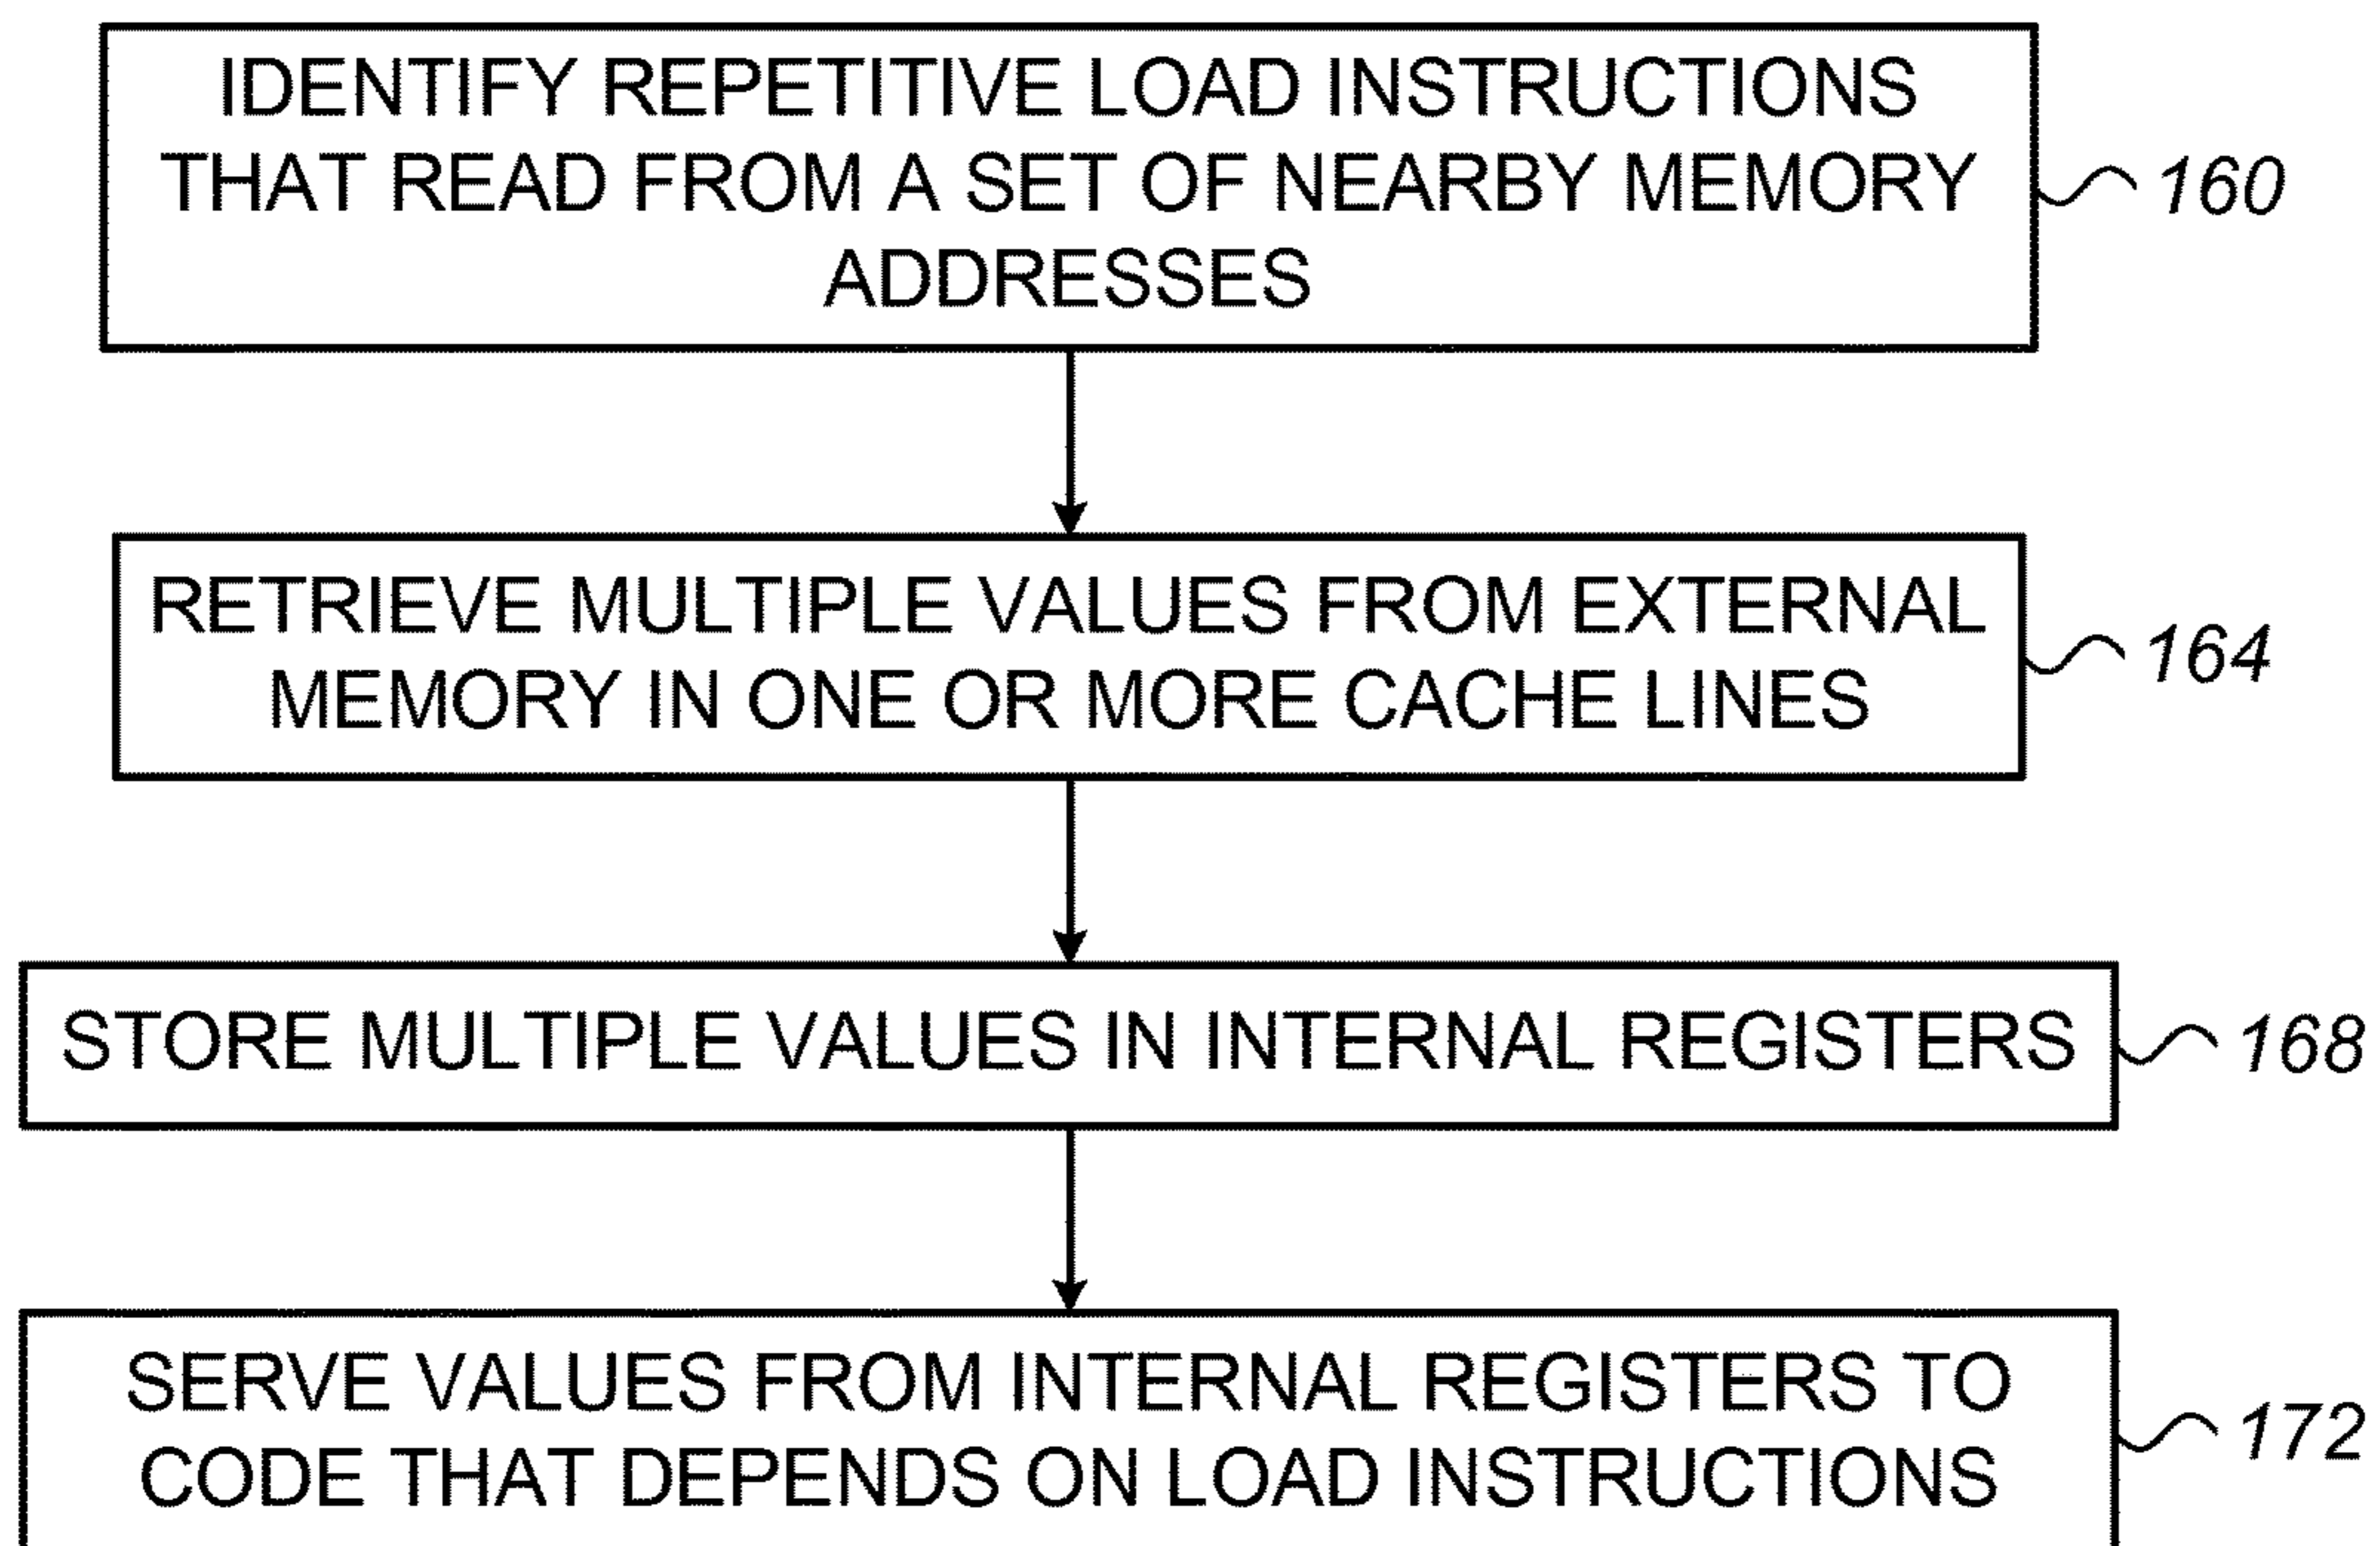 IDENTIFY REPETITIVE LOAD INSTRUCTIONS
THAT READ FROM A SET OF NEARBY MEMORY
ADDRESSES
160
RETRIEVE MULTIPLE VALUES FROM EXTERNAL
MEMORY IN ONE OR MORE CACHE LINES
164
STORE MULTIPLE VALUES IN INTERNAL REGISTERS
168
SERVE VALUES FROM INTERNAL REGISTERS TO
CODE THAT DEPENDS ON LOAD INSTRUCTIONS
172